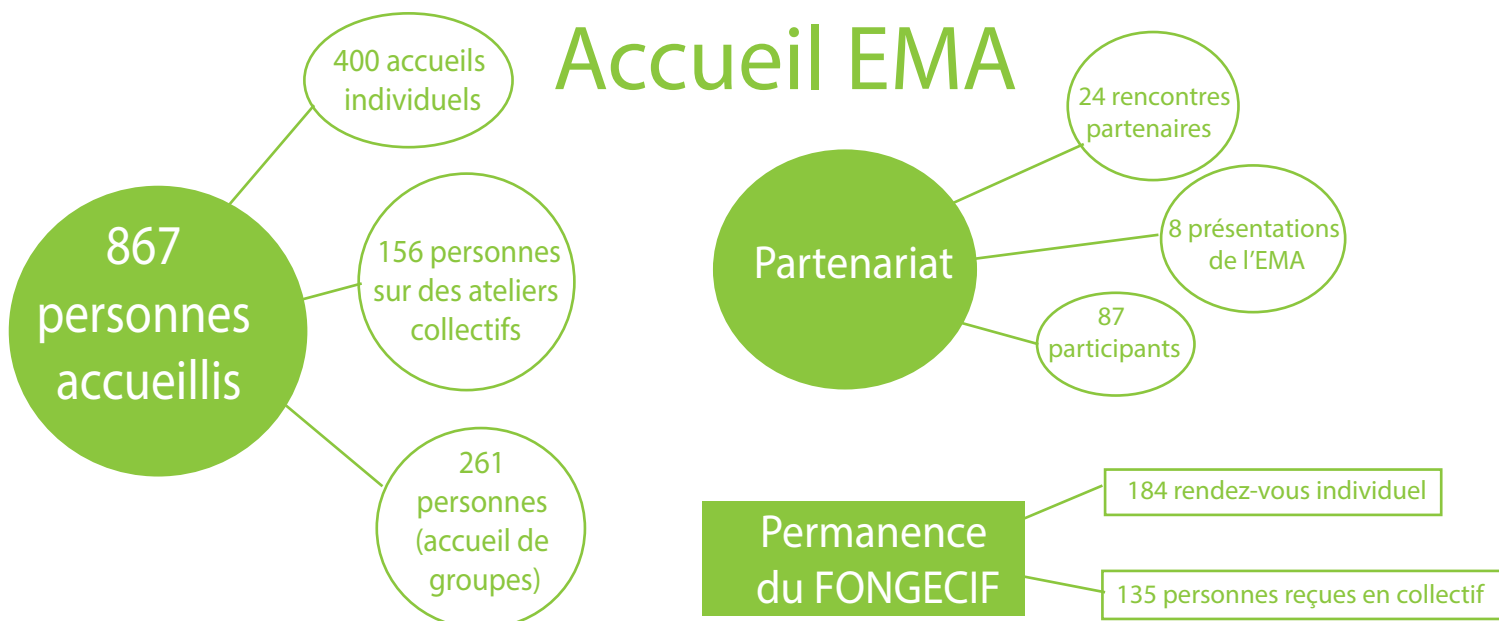 Accueil EMA
867
personnes
accueillis
400 accueils
individuels
156 personnes
sur des ateliers
collectifs
261
personnes
(accueil de
groupes)
Partenariat
24 rencontres
partenaires
8 présentations
de l'EMA
87
participants
Permanence
du FONGECIF
184 rendez-vous individuel
135 personnes reçues en collectif